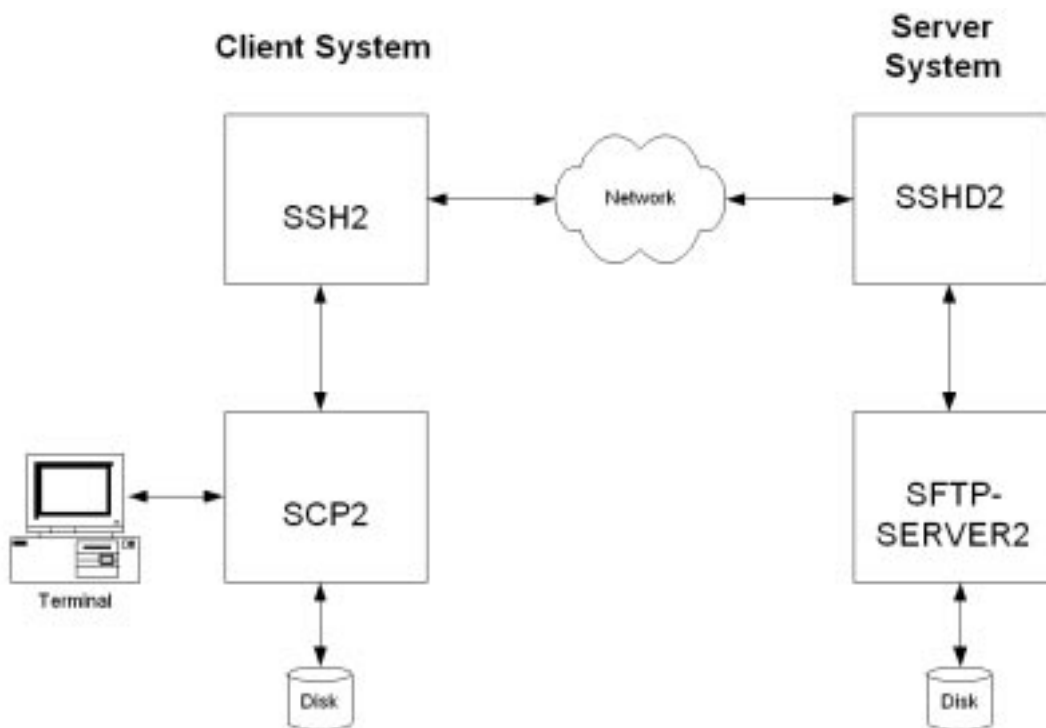 Client System
Server
System
SSH2
Network
SSHD2
SCP2
SFTP-
SERVER2
Terminal
Disk
Disk